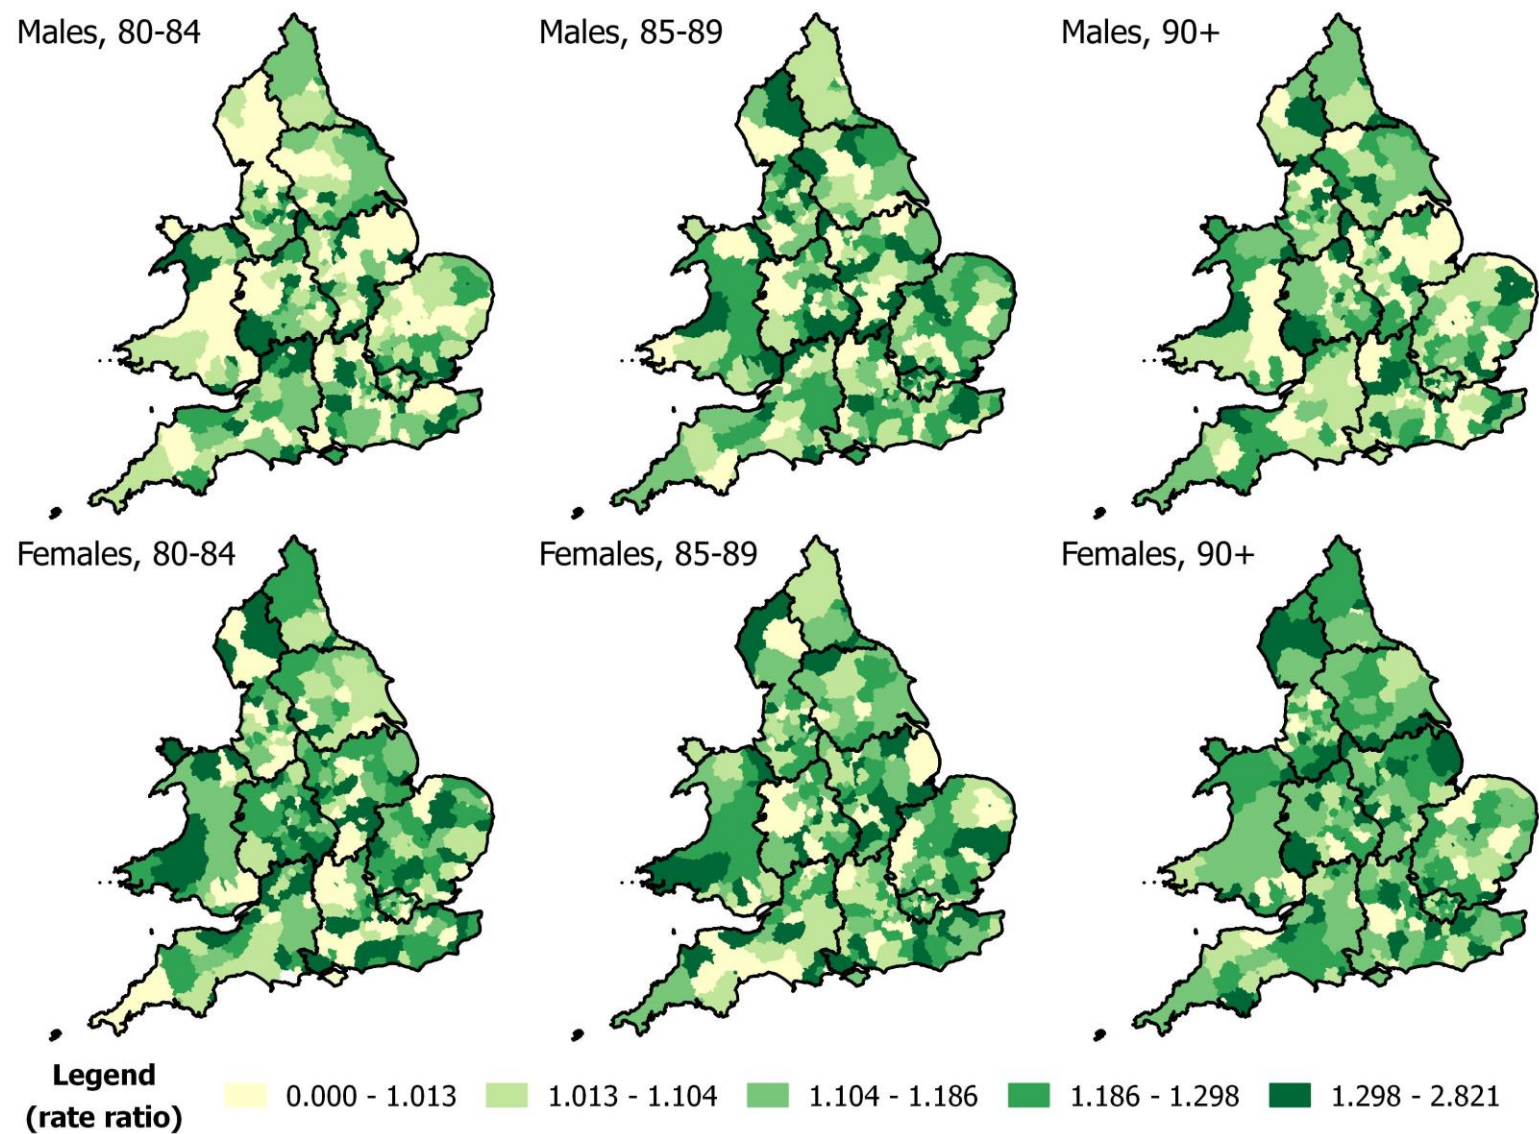 Males, 80-84
Males, 85-89
Males, 90+
Females, 80-84
Females, 85-89
Females, 90+
Legend
(rate ratio)
0.000 - 1.013
1.013 - 1.104
1.104 - 1.186
1.186 - 1.298
1.298 - 2.821